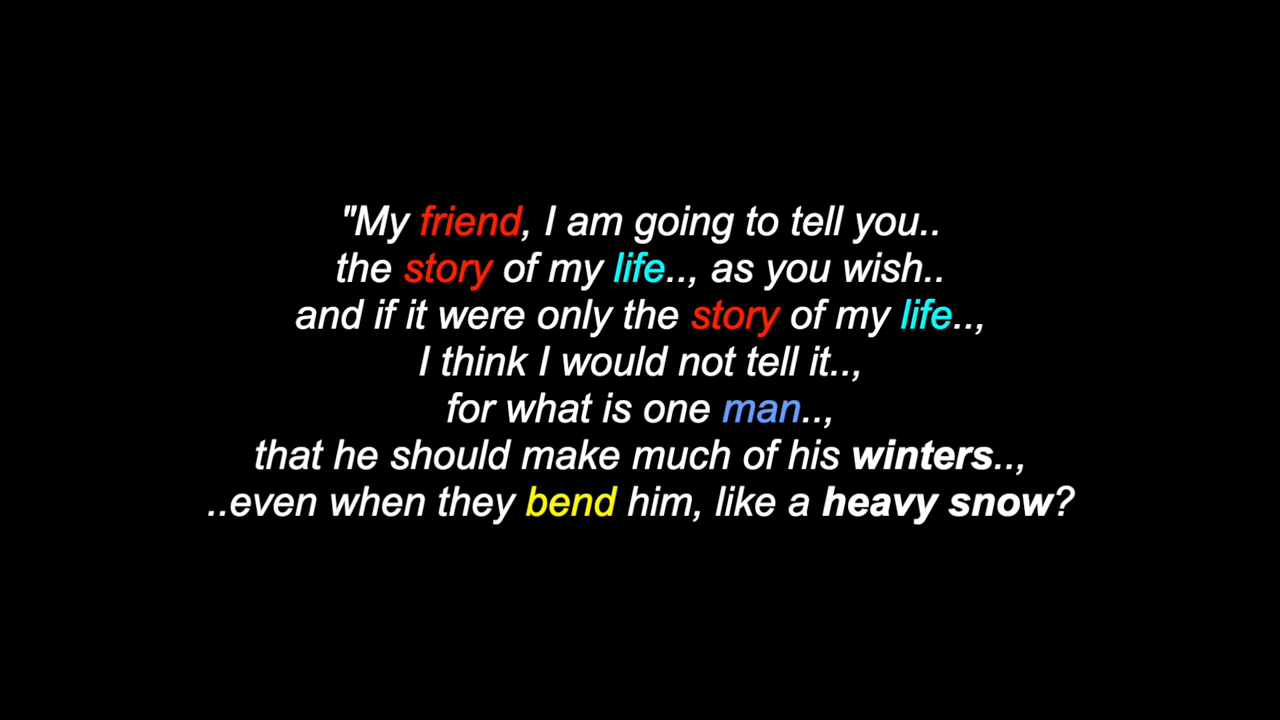 "My friend, I am going to tell you..
the story of my life.., as you wish..
and if it were only the story of my life..,
I think I would not tell it..,
for what is one man..,
that he should make much of his winters..,
..even when they bend him, like a heavy snow?